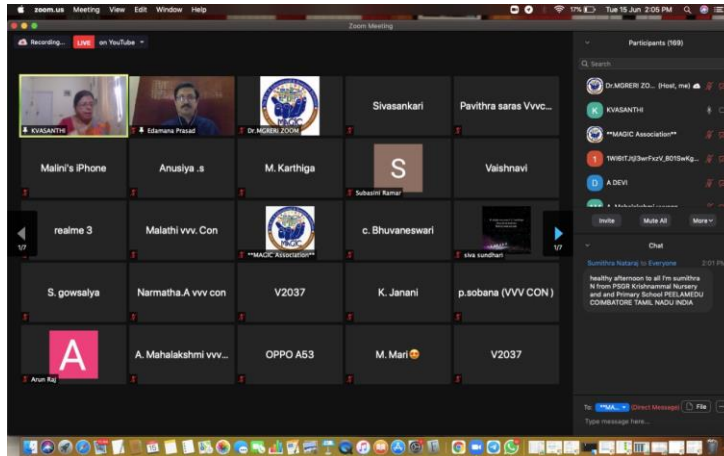 zoom.us Meeting View Edit Window Help
17% Tue 15 Jun 2:05 PM
Zoom Meeting
Recording... LIVE on YouTube
Participants (169)
Search
Dr.MGRERI ZO... (Host, me)
KVASANTHI
**MAGIC Association**
D A DEVI
Invite Mute All More
Chat
Sumithra Nataraj to Everyone
healthy afternoon to all I'm sumithra
N from PSGR Krishnammal Nursery
and and Primary School PEELAMEDU
COIMBATORE TAMIL NADU INDIA
To: **MA... (Direct Message) File
Type message here...
KVASANTHI
Edamana Prasad
MAGIC
Dr.MGRERI ZOOM
Sivasankari
Pavithra saras Vvvc...
Malini's iPhone
Anusiya .s
M. Karthiga
S
Subasini Ramar
Vaishnavi
1/7
realme 3
Malathi vvv. Con
MAGIC
**MAGIC Association**
c. Bhuvaneswari
siva sundhari
1/7
S. gowsalya
Narmatha.A vvv con
V2037
K. Janani
p.sobana (VVV CON )
A
Arun Raj
A. Mahalakshmi vvv...
OPPO A53
M. Mari
V2037